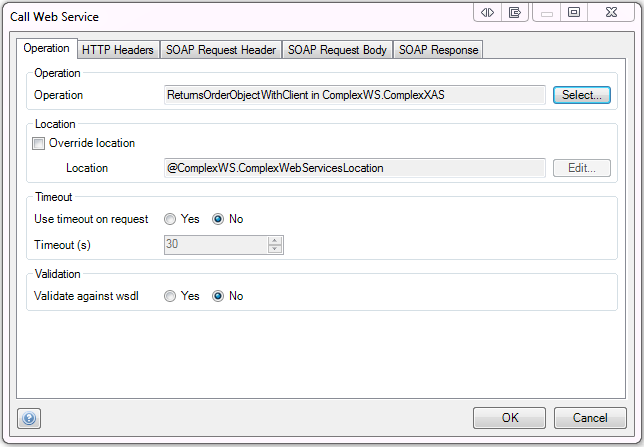 Call Web Service
Operation HTTP Headers SOAP Request Header SOAP Request Body SOAP Response
Operation
Operation ReturnsOrderObjectWithClient in ComplexWS.ComplexXAS Select...
Location
Override location
Location @ComplexWS.ComplexWebServicesLocation Edit...
Timeout
Use timeout on request Yes No
Timeout (s) 30
Validation
Validate against wsdl Yes No
? OK Cancel